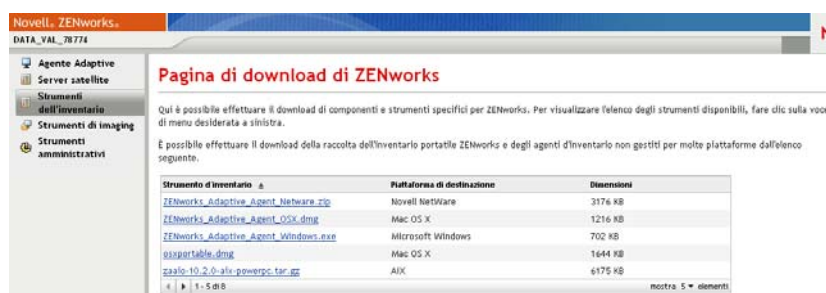 Novell® ZENworks®
DATA_VAL_78774
N
Agente Adaptive
Server satellite
Strumenti
dell'inventario
Strumenti di imaging
Strumenti
amministrativi
Pagina di download di ZENworks
Qui è possibile effettuare il download di componenti e strumenti specifici per ZENworks. Per visualizzare l'elenco degli strumenti disponibili, fare clic sulla voce
di menu desiderata a sinistra.
È possibile effettuare il download della raccolta dell'inventario portatile ZENworks e degli agenti d'inventario non gestiti per molte piattaforme dall'elenco
seguente.
Strumento d'inventario Piattaforma di destinazione Dimensioni
ZENworks_Adaptive_Agent_Netware.zip Novell NetWare 3176 KB
ZENworks_Adaptive_Agent_OSX.dmg Mac OS X 1216 KB
ZENworks_Adaptive_Agent_Windows.exe Microsoft Windows 702 KB
osxportable.dmg Mac OS X 1644 KB
zaaio-10.2.0-aix-powerpc.tar.gz AIX 6175 KB
1 - 5 di 8 mostra 5 elementi